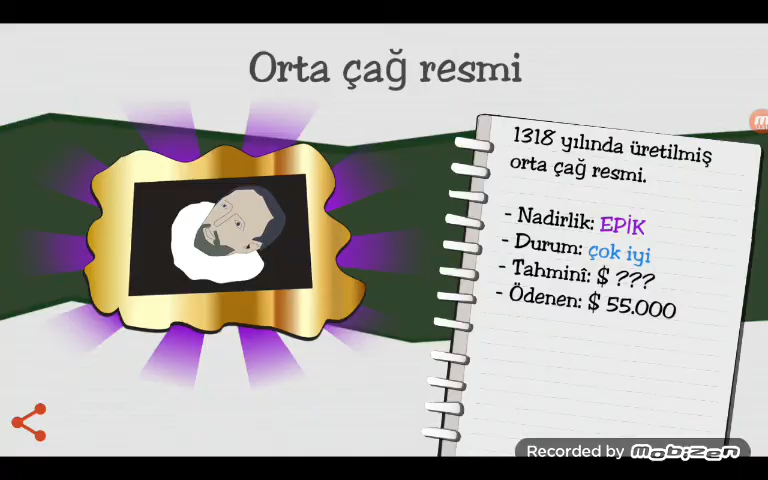 Orta çağ resmi
1318 yılında üretilmiş
orta çağ resmi.
- Nadirlik: EPİK
- Durum: çok iyi
- Tahminî: $ ???
- Ödenen: $ 55.000
Recorded by mobizen